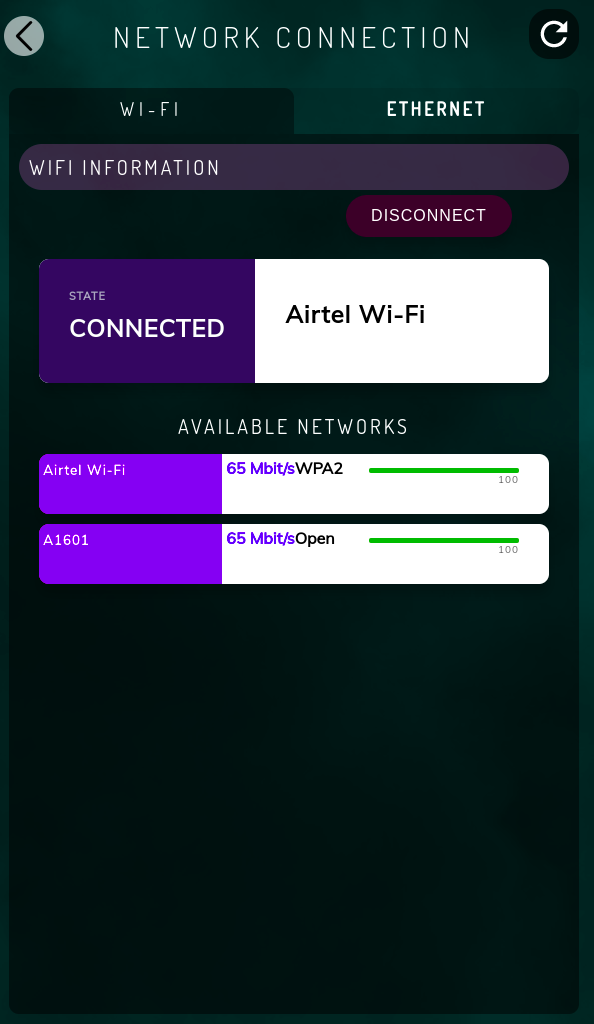 NETWORK CONNECTION
WI-FI
ETHERNET
WIFI INFORMATION
DISCONNECT
STATE
CONNECTED
Airtel Wi-Fi
AVAILABLE NETWORKS
Airtel Wi-Fi 65 Mbit/sWPA2
100
A1601 65 Mbit/sOpen
100